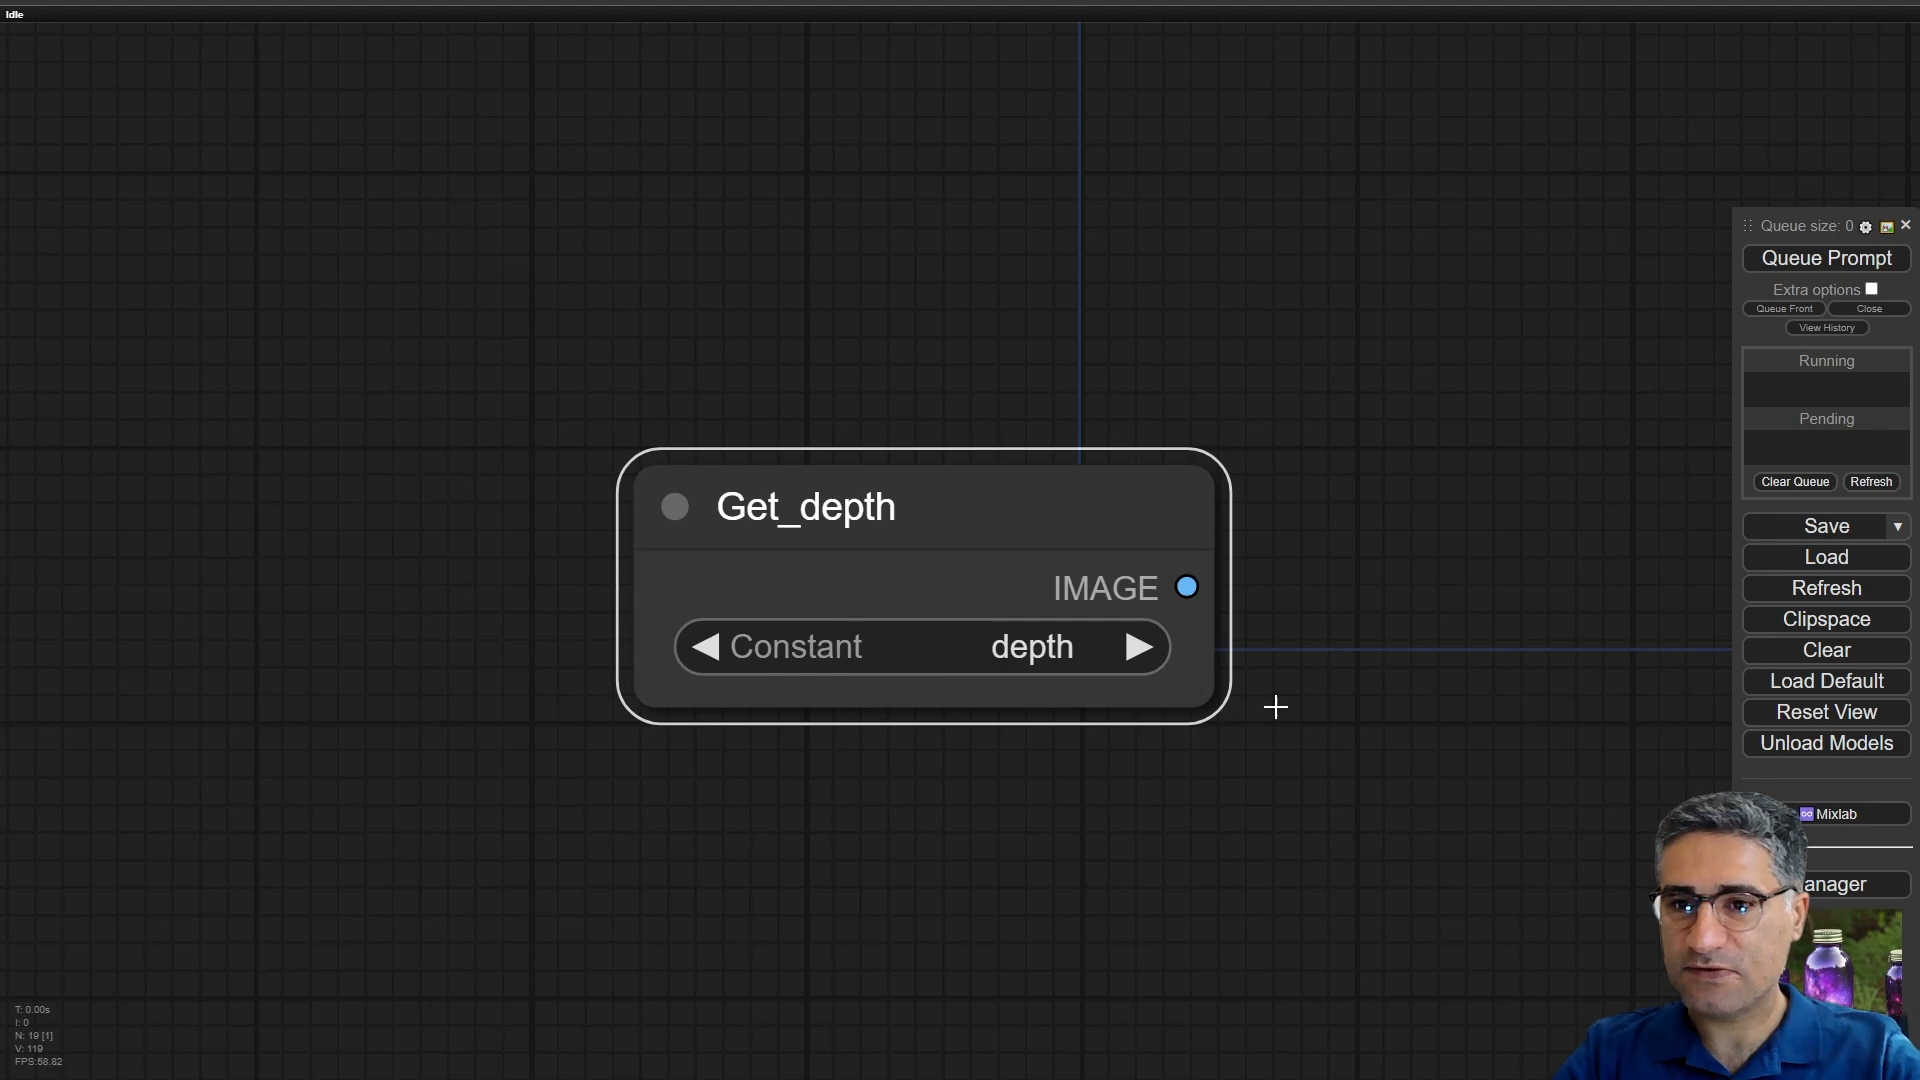 Idle
Queue size: 0
Queue Prompt
Extra options
Queue Front
Close
View History
Running
Pending
Clear Queue
Refresh
Save
Load
Refresh
Clipspace
Clear
Load Default
Reset View
Unload Models
Mixlab
anager
Get_depth
IMAGE
Constant depth
T: 0.00s
I: 0
N: 19 [1]
V: 119
FPS:58.82